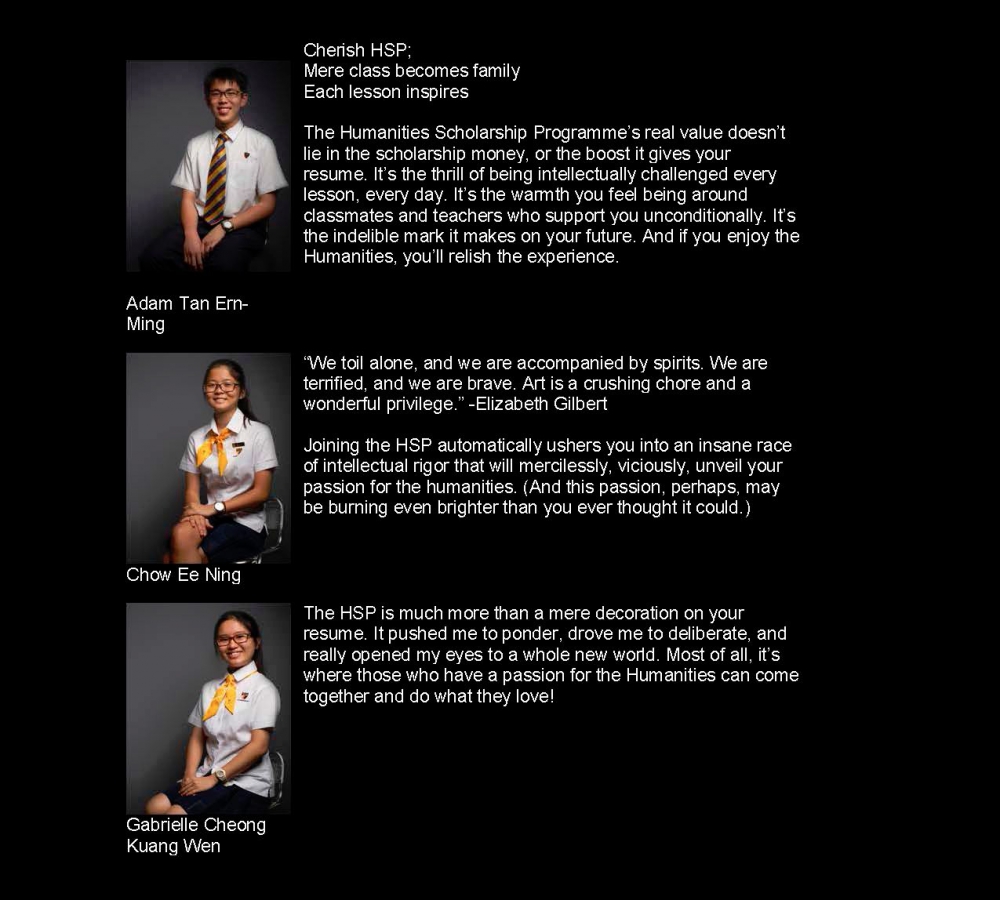 Cherish HSP;
Mere class becomes family
Each lesson inspires
The Humanities Scholarship Programme’s real value doesn’t
lie in the scholarship money, or the boost it gives your
resume. It’s the thrill of being intellectually challenged every
lesson, every day. It’s the warmth you feel being around
classmates and teachers who support you unconditionally. It’s
the indelible mark it makes on your future. And if you enjoy the
Humanities, you’ll relish the experience.
Adam Tan Ern-
Ming
“We toil alone, and we are accompanied by spirits. We are
terrified, and we are brave. Art is a crushing chore and a
wonderful privilege.” -Elizabeth Gilbert
Joining the HSP automatically ushers you into an insane race
of intellectual rigor that will mercilessly, viciously, unveil your
passion for the humanities. (And this passion, perhaps, may
be burning even brighter than you ever thought it could.)
Chow Ee Ning
The HSP is much more than a mere decoration on your
resume. It pushed me to ponder, drove me to deliberate, and
really opened my eyes to a whole new world. Most of all, it’s
where those who have a passion for the Humanities can come
together and do what they love!
Gabrielle Cheong
Kuang Wen